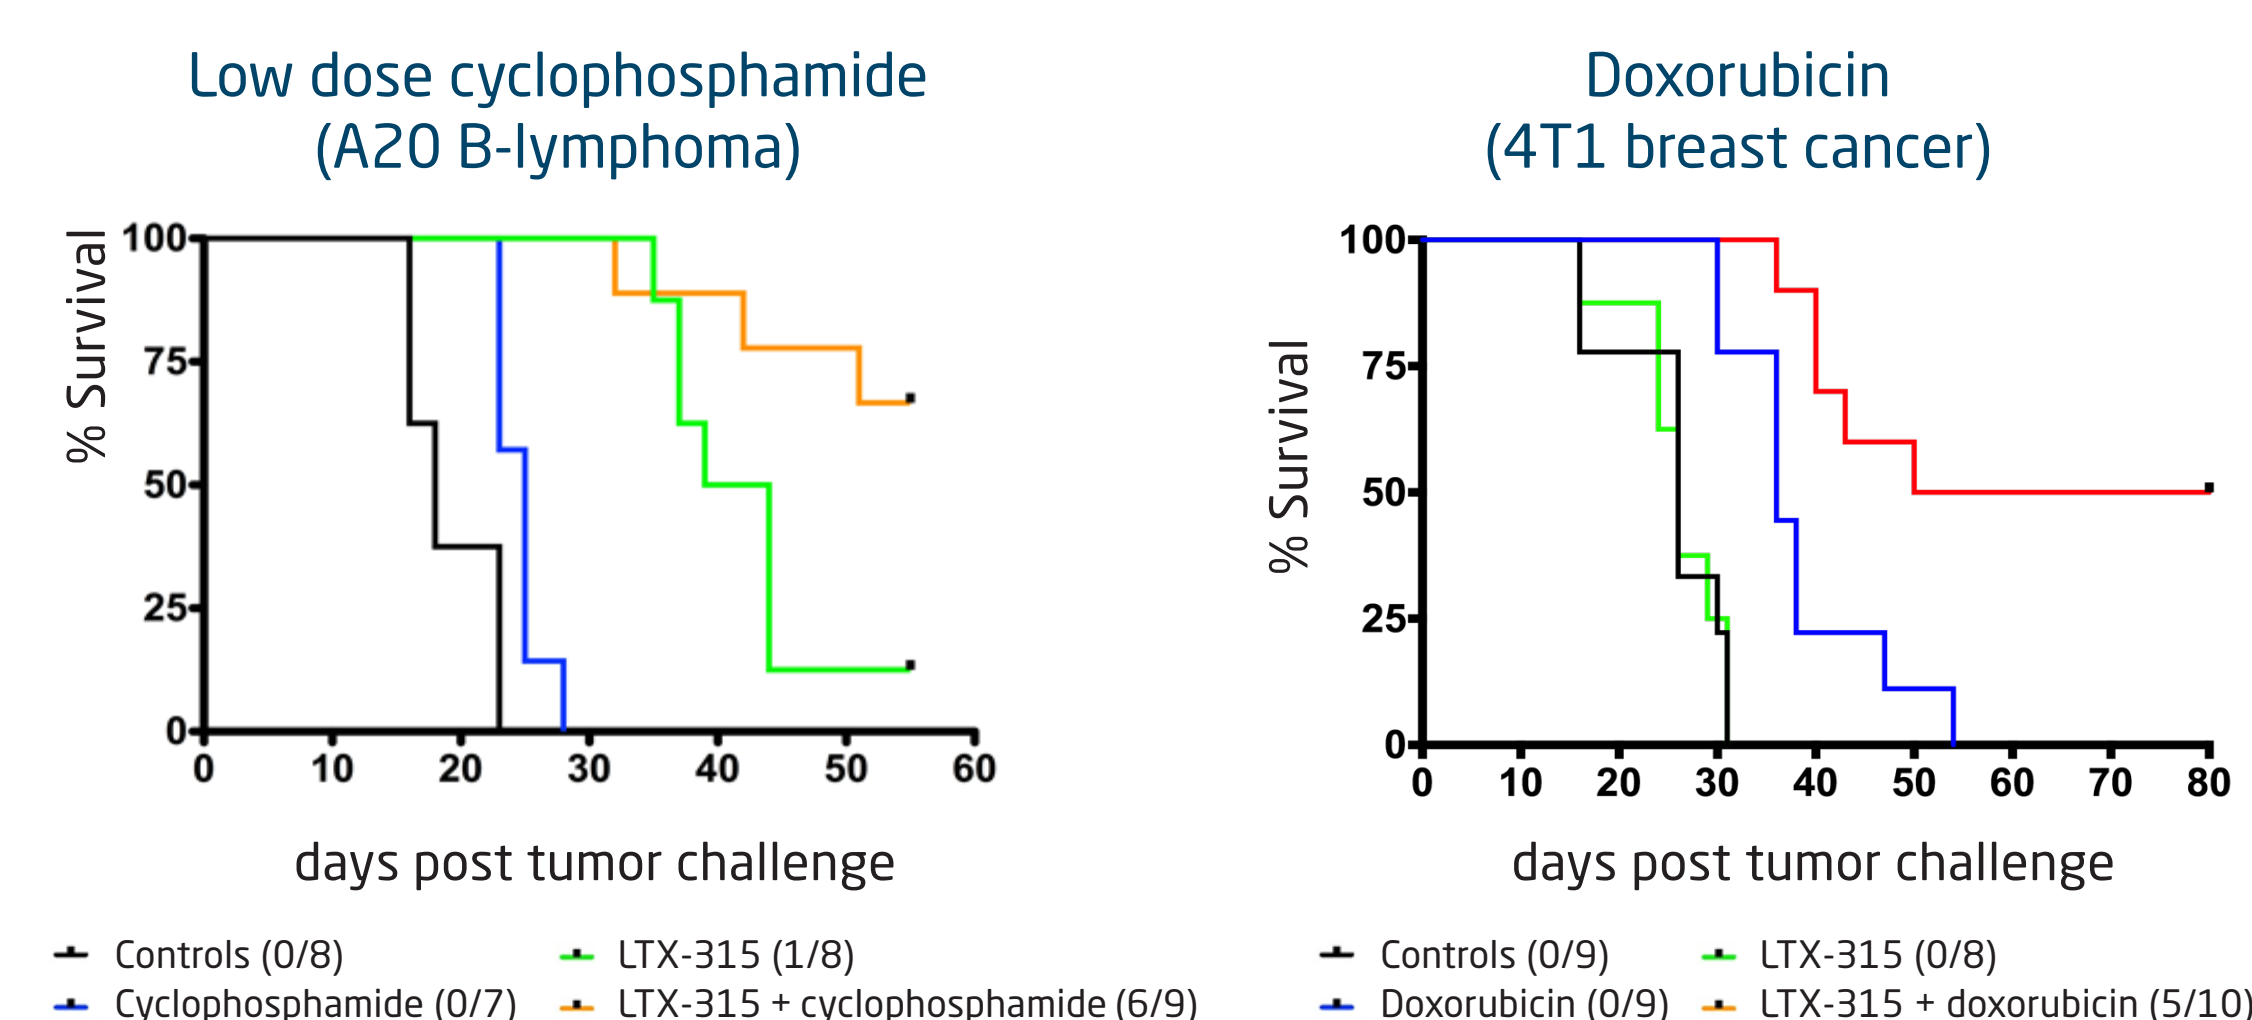 Low dose cyclophosphamide
(A20 B-lymphoma)
% Survival
100
75
50
25
0
0 10 20 30 40 50 60
days post tumor challenge
Controls (0/8) LTX-315 (1/8)
Cyclophosphamide (0/7) LTX-315 + cyclophosphamide (6/9)
Doxorubicin
(4T1 breast cancer)
% Survival
100
75
50
25
0
0 10 20 30 40 50 60 70 80
days post tumor challenge
Controls (0/9) LTX-315 (0/8)
Doxorubicin (0/9) LTX-315 + doxorubicin (5/10)